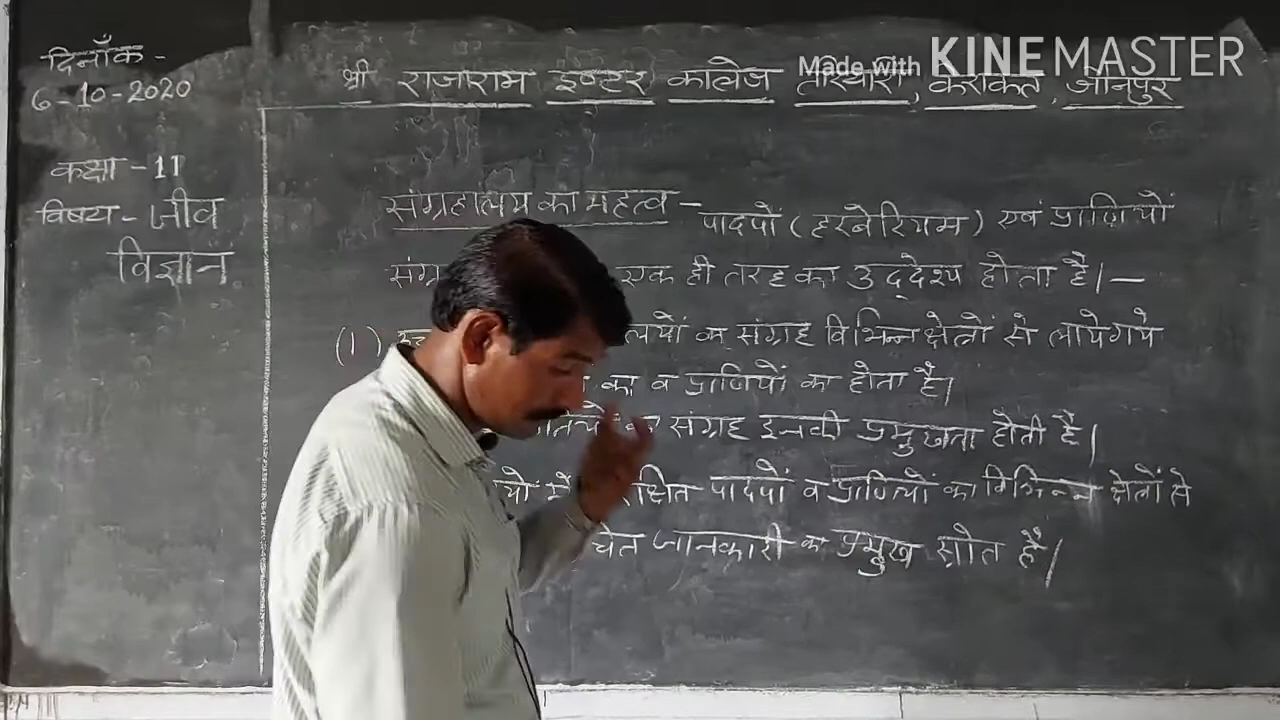 दिनाँक-
6-10-2020
कक्षा-11
विषय-जीव
विज्ञान
Made with KINEMASTER
श्री राजाराम इण्टर कालेज केराकत, जौनपुर
संग्रहालय का महत्व- पादपों (हरबेरियम) एवं प्राणियों
एक ही तरह का उद्देश्य होता है।-
(1) संग्रह विभिन्न क्षेत्रों से लायेगये
का व प्राणियों का होता है।
संग्रह इनकी प्रमुखता होती है।
पादपों व प्राणियों का विभिन्न क्षेत्रों से
जानकारी का प्रमुख स्रोत है।